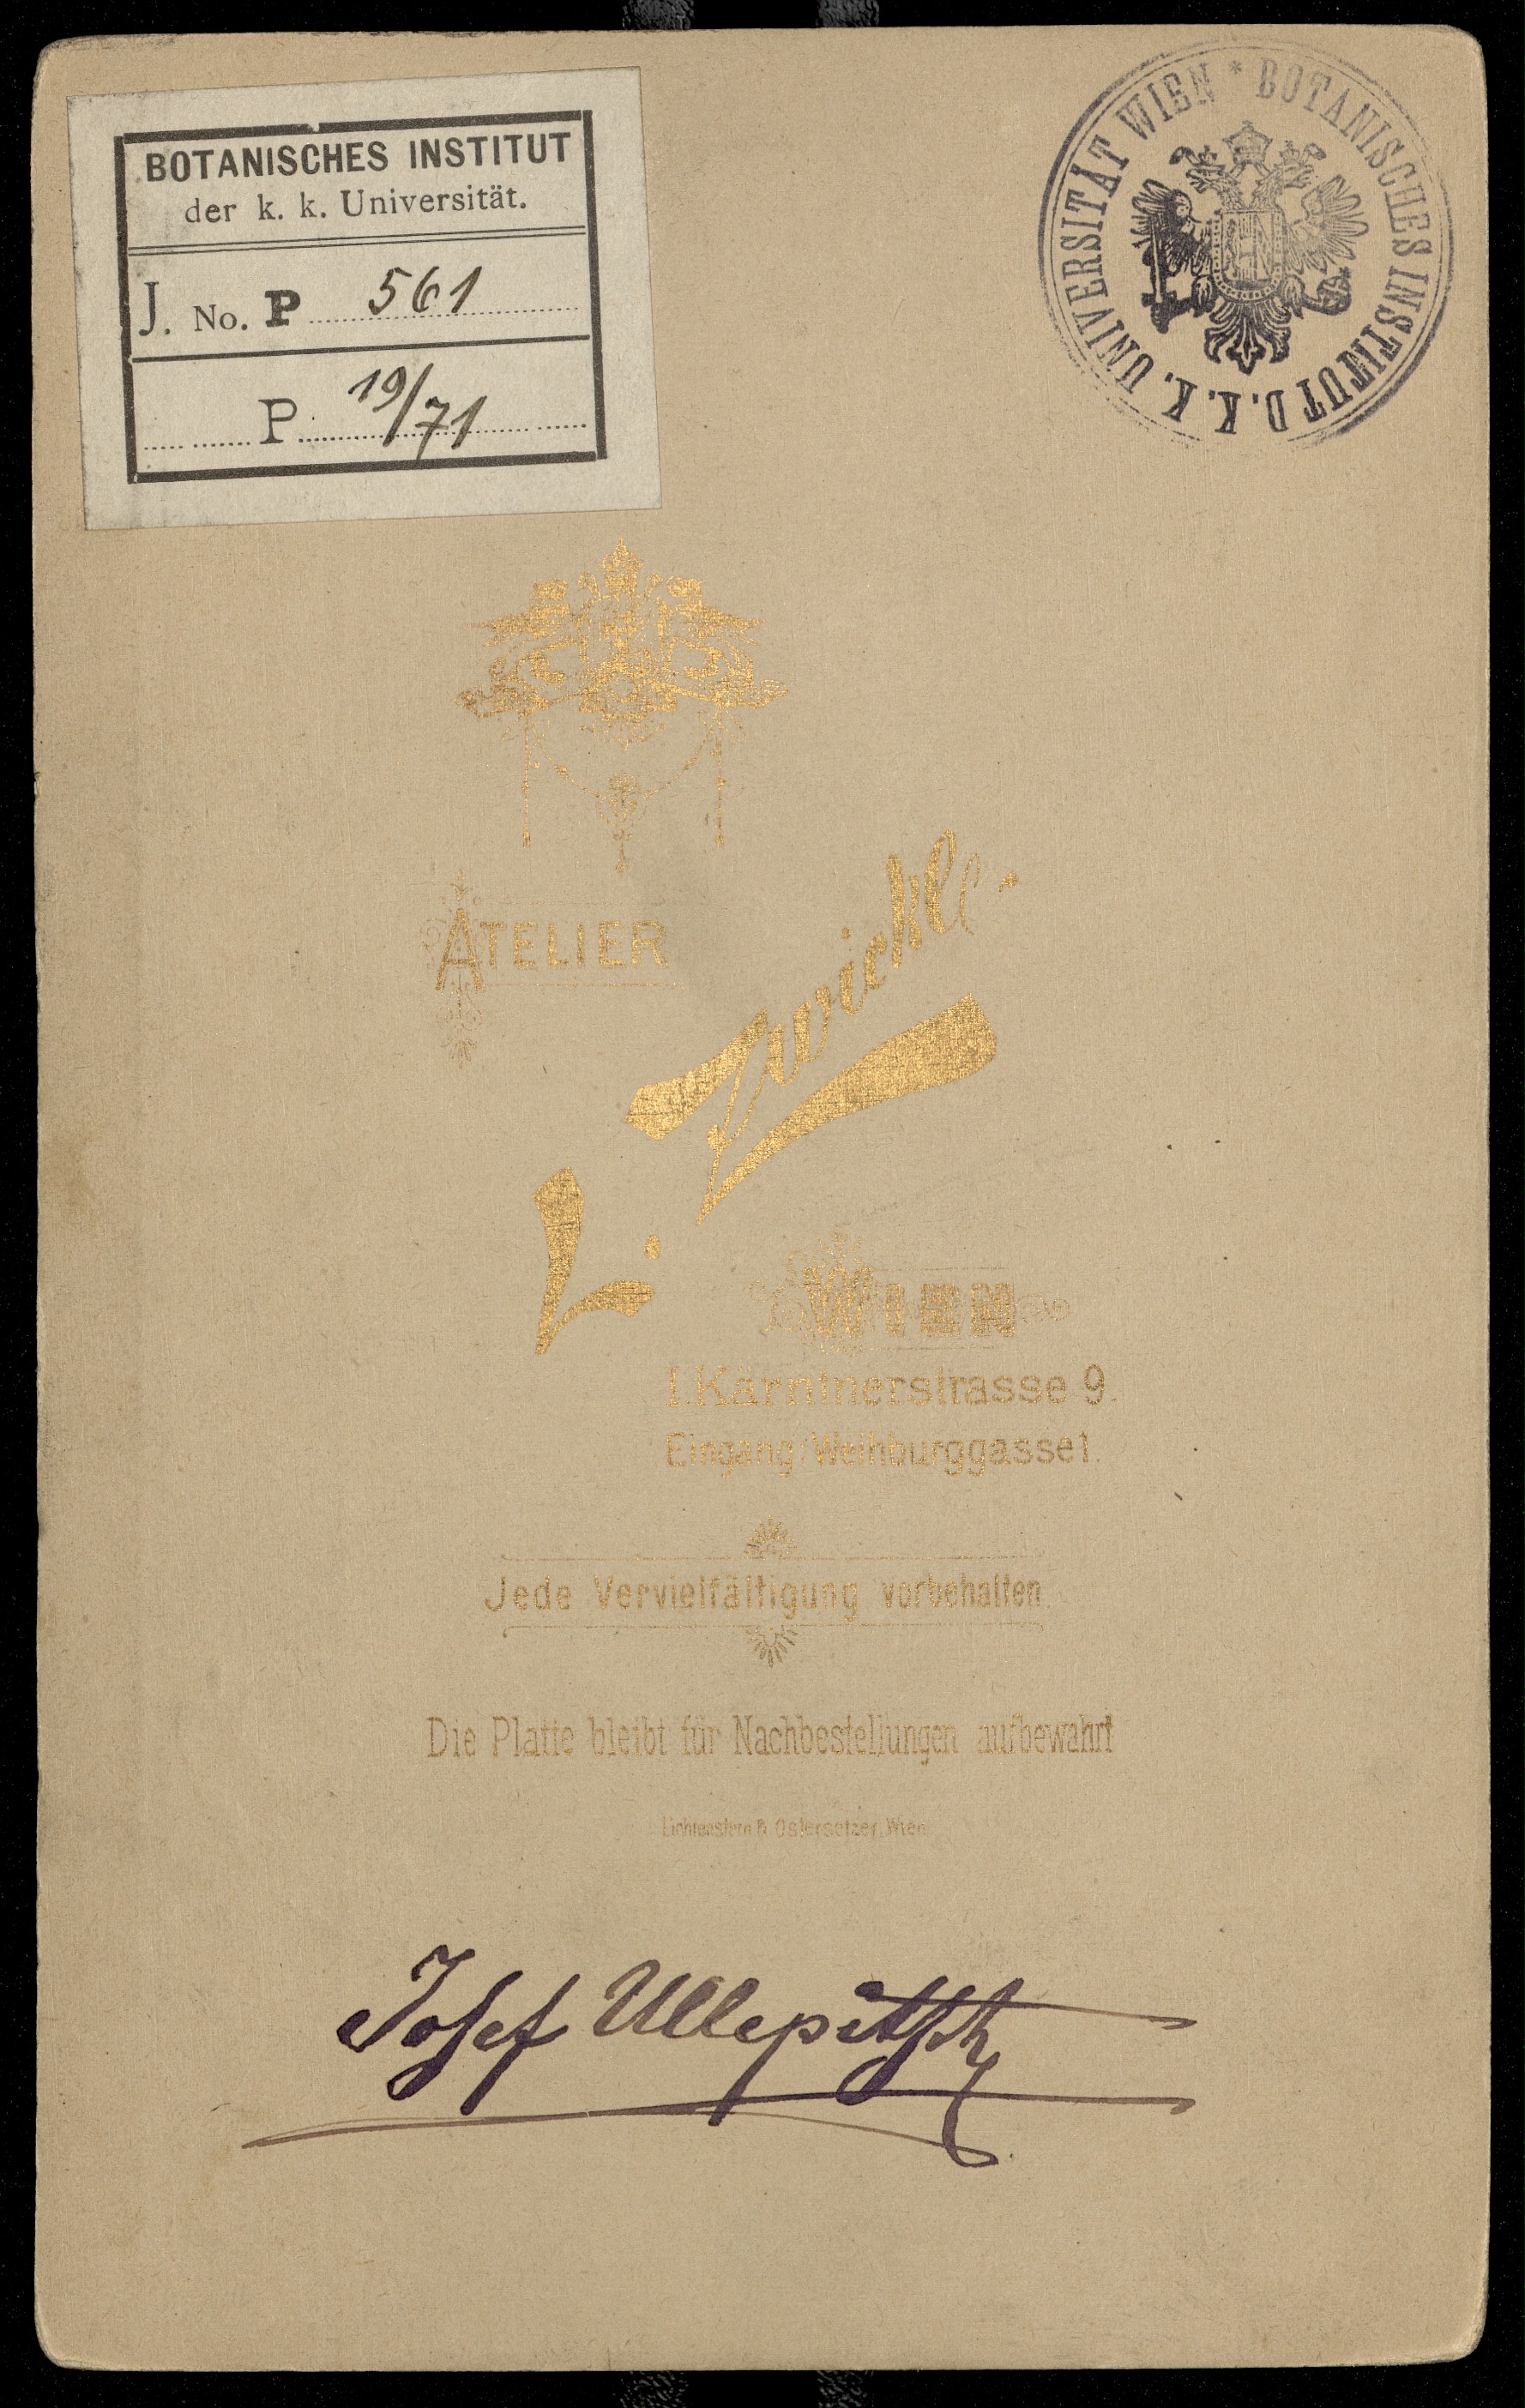 BOTANISCHES INSTITUT
der k. k. Universität.
J. No. P 561
P. 19/71
BOTANISCHES INSTITUT D. K. K. UNIVERSITÄT WIEN *
ATELIER
L. Zwickl.
WIEN
I. Kärntnerstrasse 9.
Eingang: Weihburggasse 1.
Jede Vervielfältigung vorbehalten.
Die Platte bleibt für Nachbestellungen aufbewahrt
Lichtenstern & Ostersetzer, Wien
Josef Ullepitsch